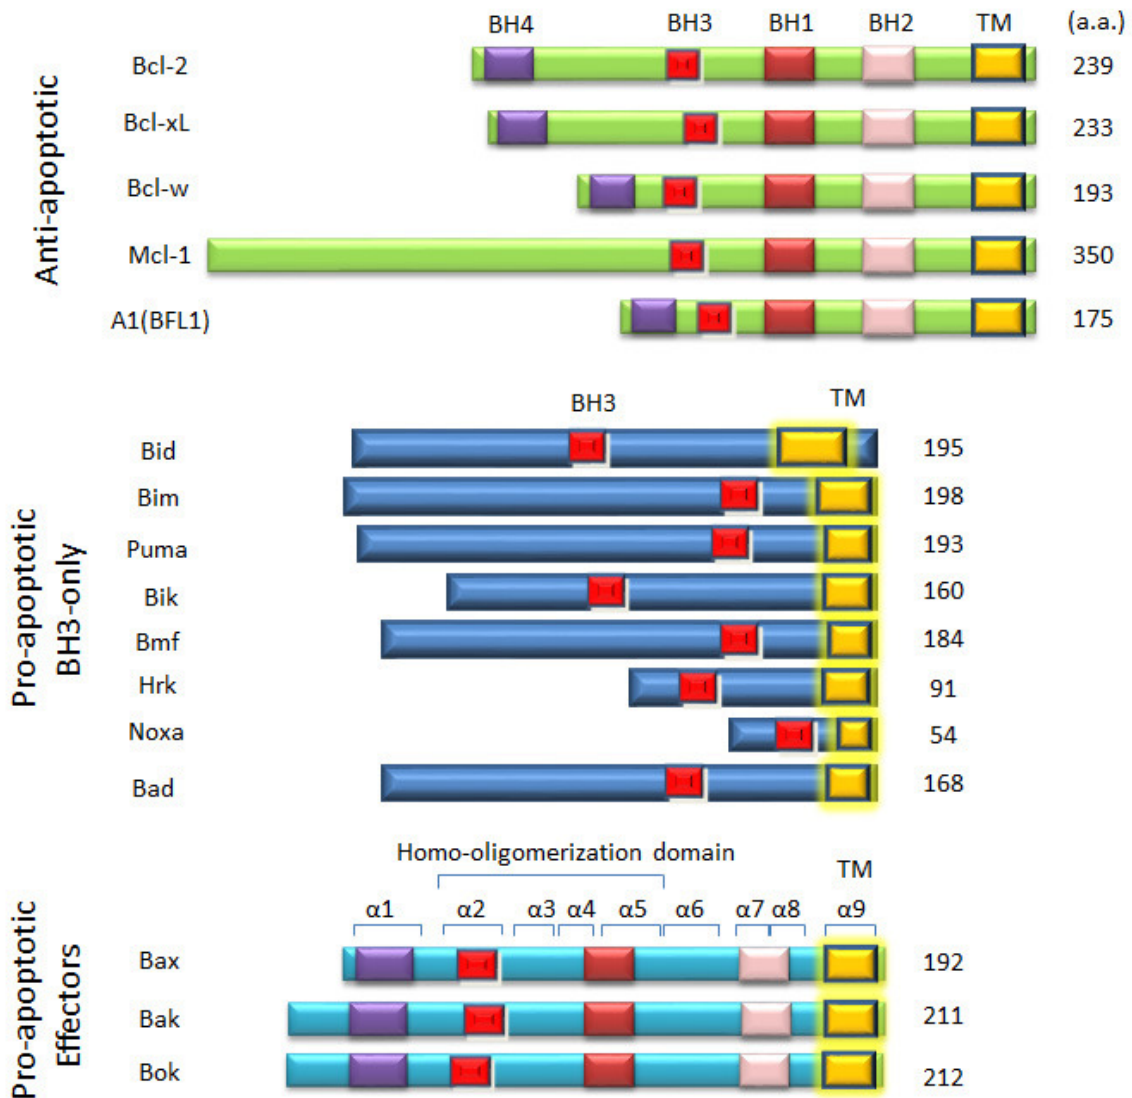 BH4 BH3 BH1 BH2 TM (a.a.)
Anti-apoptotic
Bcl-2 239
Bcl-xL 233
Bcl-w 193
Mcl-1 350
A1(BFL1) 175
BH3 TM
Pro-apoptotic
BH3-only
Bid 195
Bim 198
Puma 193
Bik 160
Bmf 184
Hrk 91
Noxa 54
Bad 168
Homo-oligomerization domain
TM
α1 α2 α3 α4 α5 α6 α7 α8 α9
Pro-apoptotic
Effectors
Bax 192
Bak 211
Bok 212